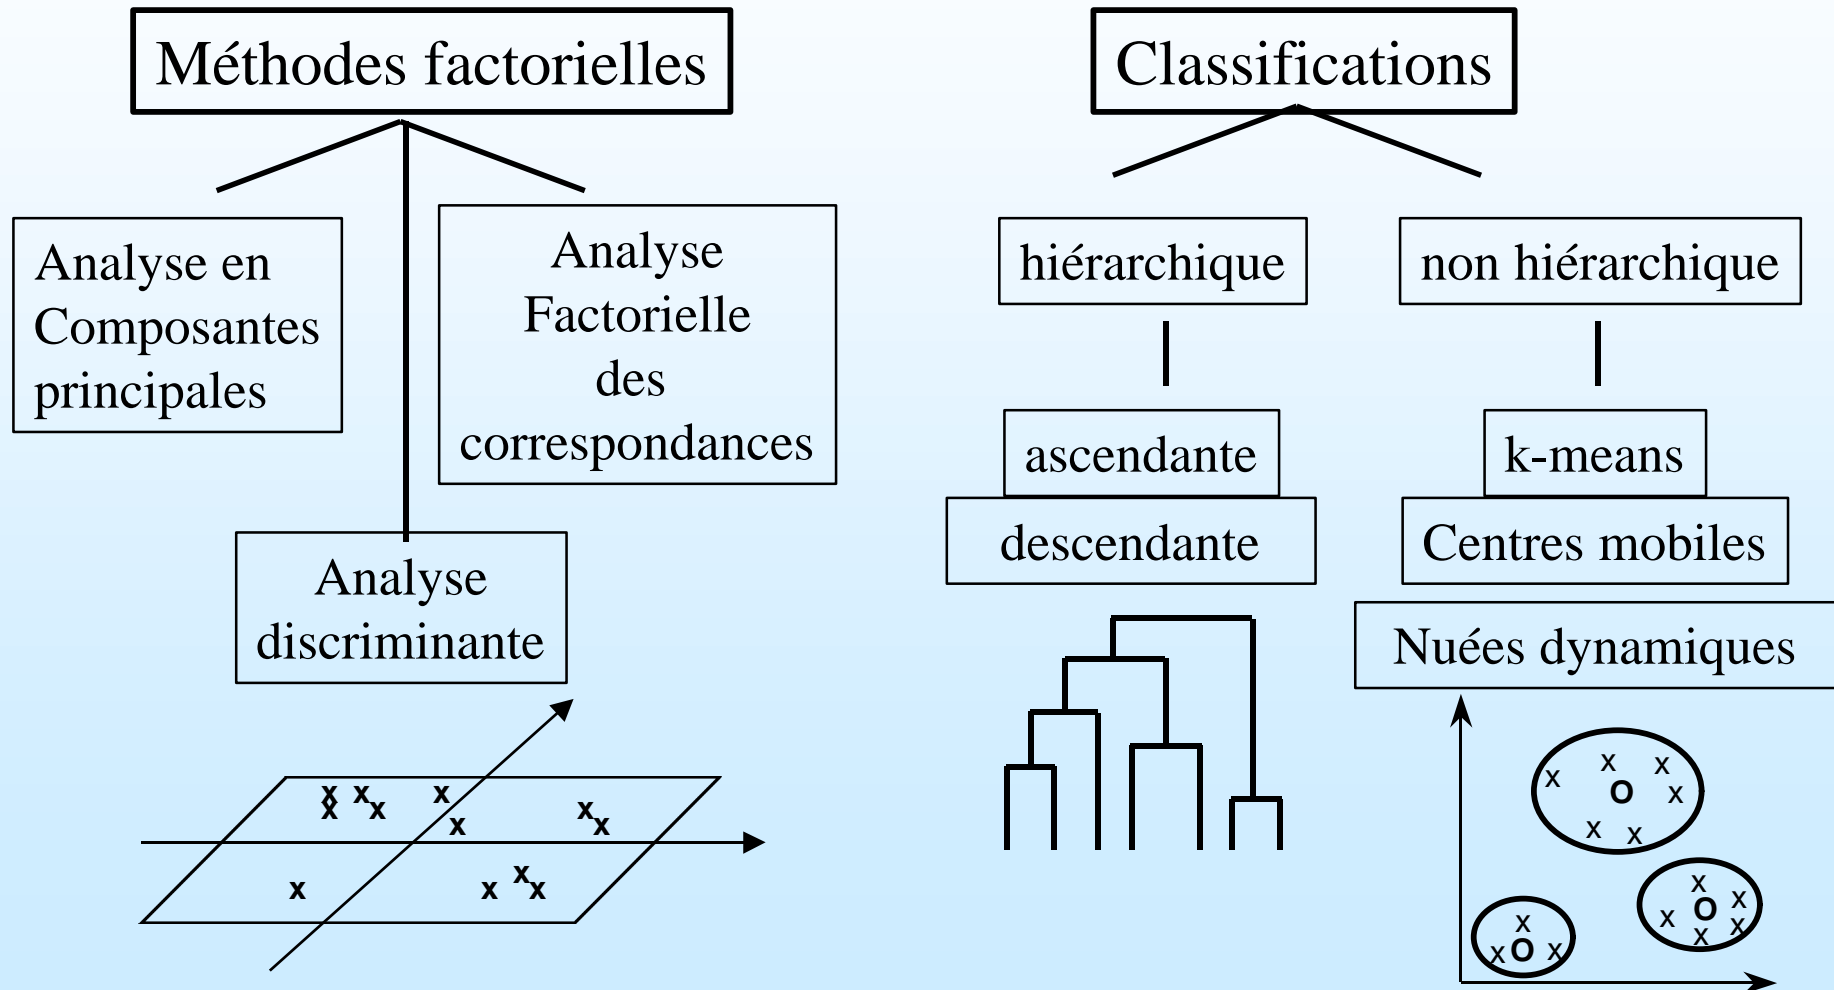 Méthodes factorielles
Analyse en
Composantes
principales
Analyse
Factorielle
des
correspondances
Analyse
discriminante
x x x
x x x x
x x
x x x x
Classifications
hiérarchique
non hiérarchique
ascendante
descendante
k-means
Centres mobiles
Nuées dynamiques
x x x
O x
x x
x
O x
x x
x
x
x O x